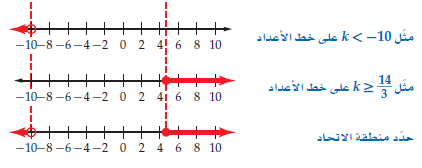 مثّل k < −10 على خط الأعداد
−10 −8 −6 −4 −2 0 2 4 6 8 10
مثّل k ≥ 14/3 على خط الأعداد
−10 −8 −6 −4 −2 0 2 4 6 8 10
حدّد منطقة الاتحاد
−10 −8 −6 −4 −2 0 2 4 6 8 10